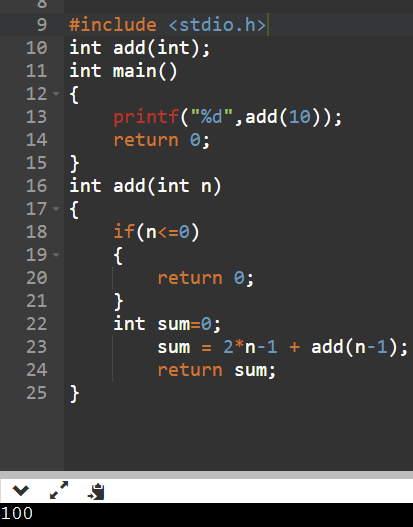 8
9 #include <stdio.h>
10 int add(int);
11 int main()
12 {
13     printf("%d",add(10));
14     return 0;
15 }
16 int add(int n)
17 {
18     if(n<=0)
19     {
20         return 0;
21     }
22     int sum=0;
23         sum = 2*n-1 + add(n-1);
24         return sum;
25 }
100